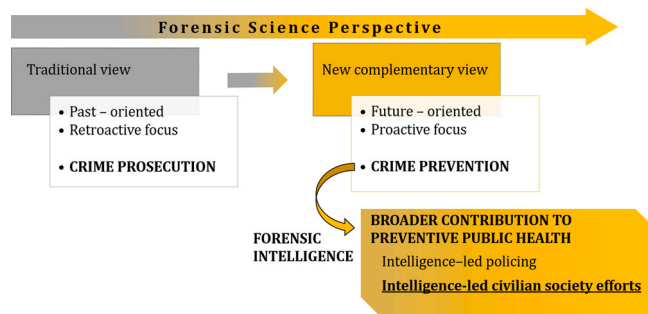 Forensic Science Perspective
Traditional view
• Past – oriented
• Retroactive focus
• CRIME PROSECUTION
New complementary view
• Future – oriented
• Proactive focus
• CRIME PREVENTION
FORENSIC
INTELLIGENCE
BROADER CONTRIBUTION TO
PREVENTIVE PUBLIC HEALTH
Intelligence–led policing
Intelligence-led civilian society efforts